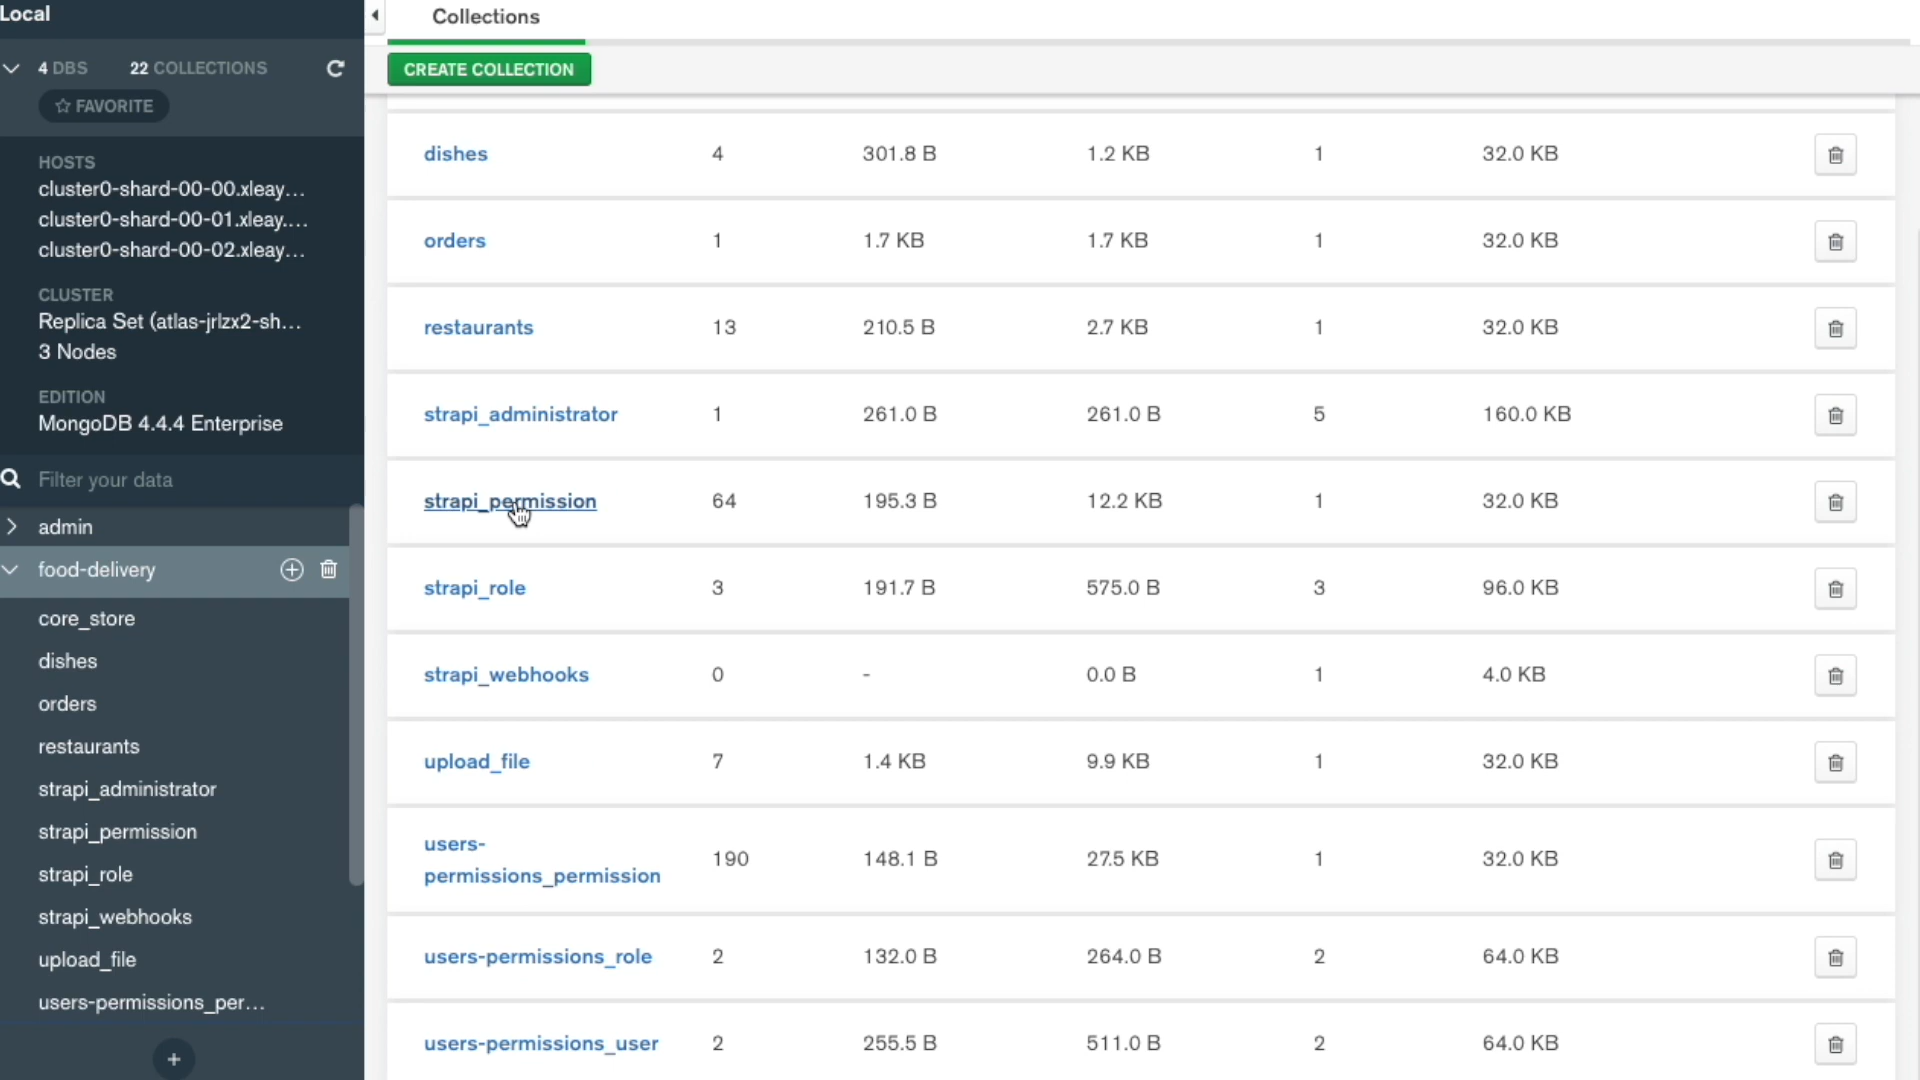 Local
4 DBS 22 COLLECTIONS
FAVORITE
HOSTS
cluster0-shard-00-00.xleay...
cluster0-shard-00-01.xleay....
cluster0-shard-00-02.xleay...
CLUSTER
Replica Set (atlas-jrlzx2-sh...
3 Nodes
EDITION
MongoDB 4.4.4 Enterprise
Filter your data
admin
food-delivery
core_store
dishes
orders
restaurants
strapi_administrator
strapi_permission
strapi_role
strapi_webhooks
upload_file
users-permissions_per...
Collections
CREATE COLLECTION
dishes 4 301.8 B 1.2 KB 1 32.0 KB
orders 1 1.7 KB 1.7 KB 1 32.0 KB
restaurants 13 210.5 B 2.7 KB 1 32.0 KB
strapi_administrator 1 261.0 B 261.0 B 5 160.0 KB
strapi_permission 64 195.3 B 12.2 KB 1 32.0 KB
strapi_role 3 191.7 B 575.0 B 3 96.0 KB
strapi_webhooks 0 - 0.0 B 1 4.0 KB
upload_file 7 1.4 KB 9.9 KB 1 32.0 KB
users-
permissions_permission 190 148.1 B 27.5 KB 1 32.0 KB
users-permissions_role 2 132.0 B 264.0 B 2 64.0 KB
users-permissions_user 2 255.5 B 511.0 B 2 64.0 KB